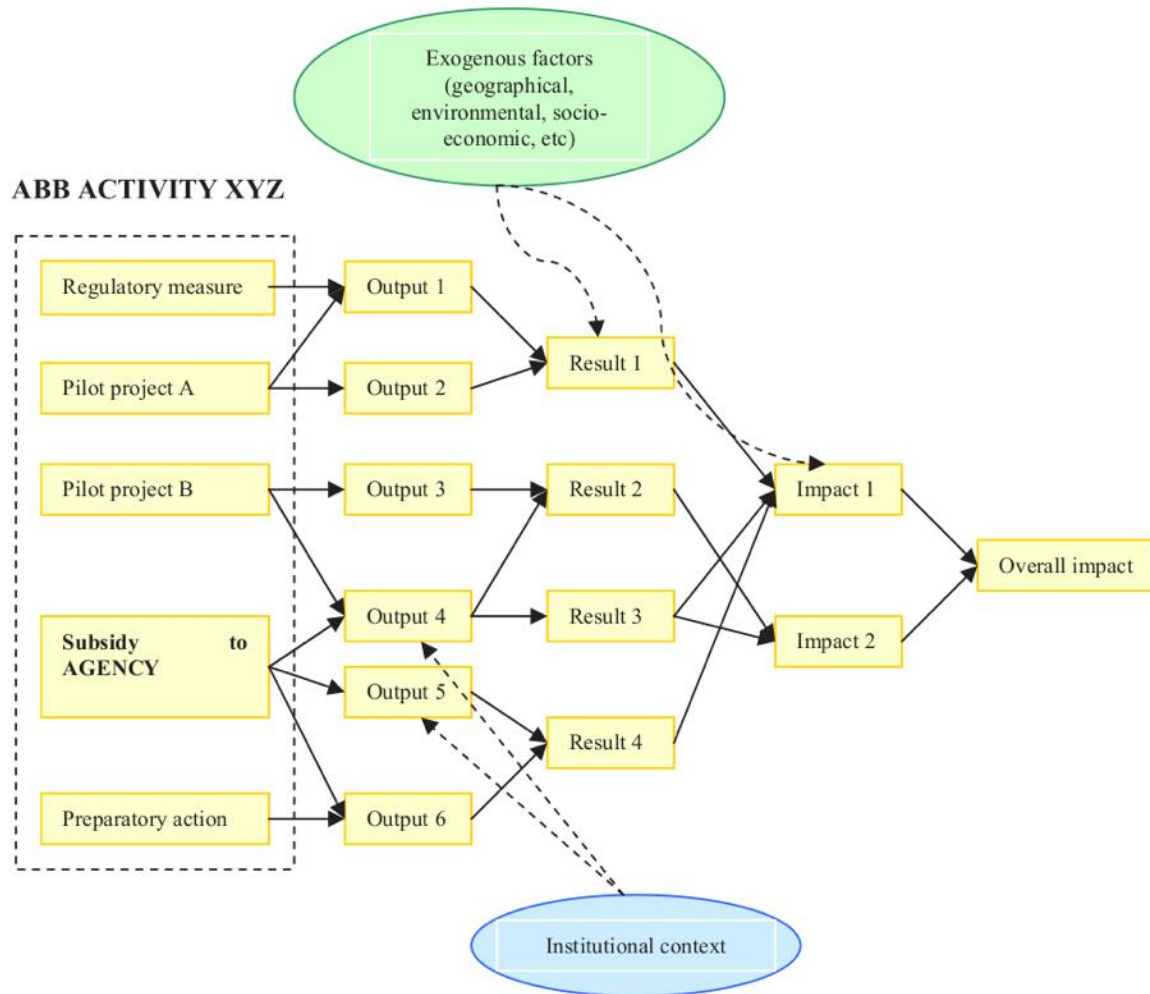 Exogenous factors
(geographical,
environmental, socio-
economic, etc)
ABB ACTIVITY XYZ
Regulatory measure
Output 1
Result 1
Pilot project A
Output 2
Pilot project B
Output 3
Result 2
Impact 1
Overall impact
Output 4
Result 3
Impact 2
Subsidy to
AGENCY
Output 5
Result 4
Preparatory action
Output 6
Institutional context